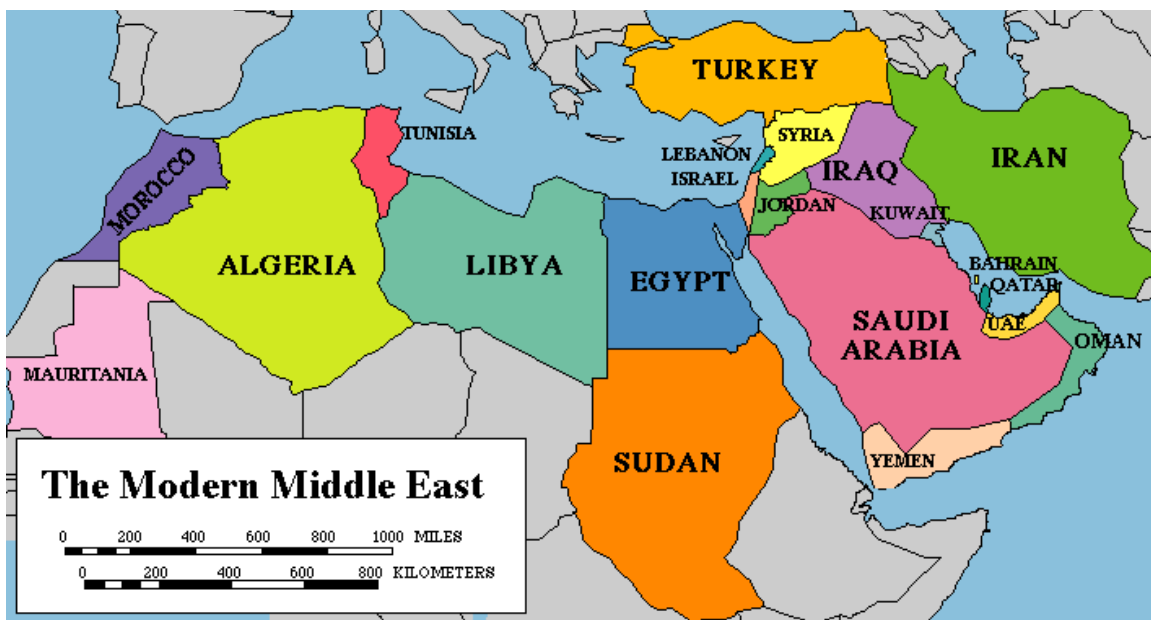 TURKEY
TUNISIA
SYRIA
LEBANON
ISRAEL
IRAQ
IRAN
MOROCCO
JORDAN
KUWAIT
ALGERIA
LIBYA
EGYPT
BAHRAIN
QATAR
SAUDI
ARABIA
UAE
OMAN
MAURITANIA
SUDAN
YEMEN
The Modern Middle East
0 200 400 600 800 1000 MILES
0 200 400 600 800 KILOMETERS